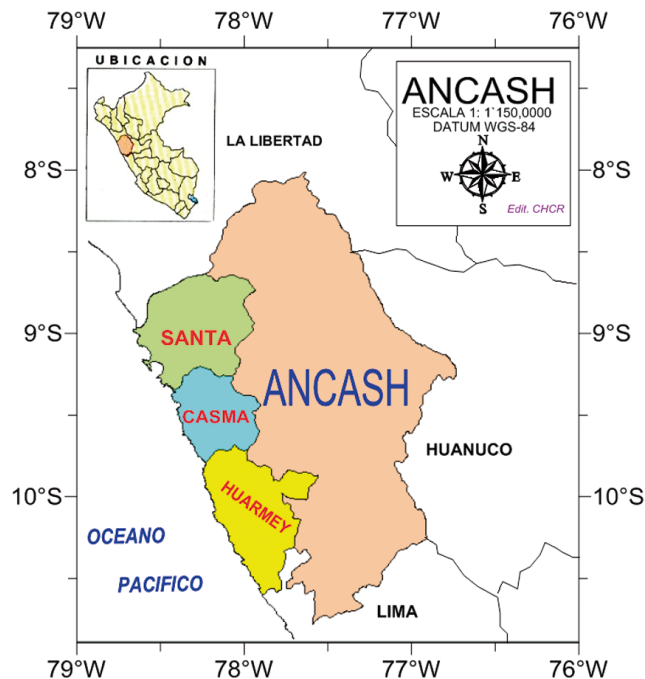 79°W 78°W 77°W 76°W
UBICACION
ANCASH
ESCALA 1: 1`150,0000
DATUM WGS-84
N
W E
S
Edit. CHCR
LA LIBERTAD
8°S 8°S
9°S 9°S
SANTA
ANCASH
CASMA
HUANUCO
10°S 10°S
HUARMEY
OCEANO
PACIFICO
LIMA
79°W 78°W 77°W 76°W